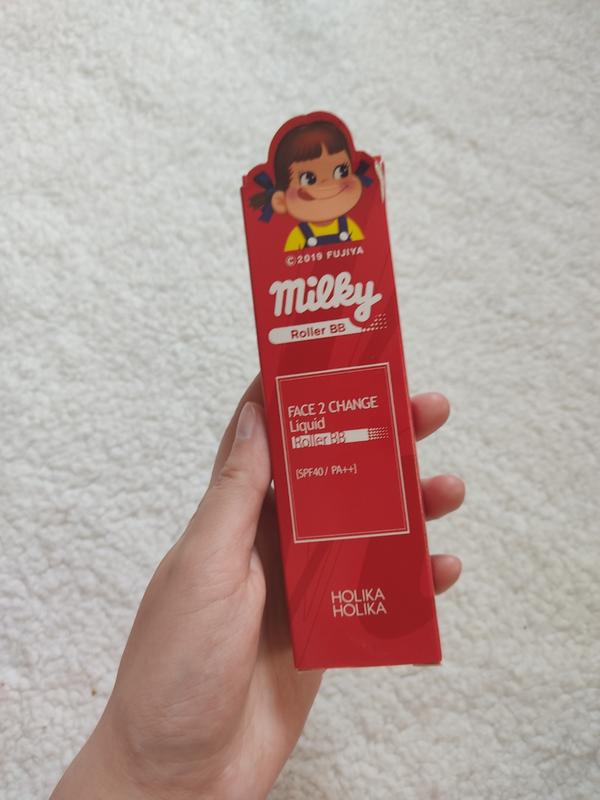 ©2019 FUJIYA
Milky
Roller BB
FACE 2 CHANGE
Liquid
Roller BB
[SPF40 / PA++]
HOLIKA
HOLIKA